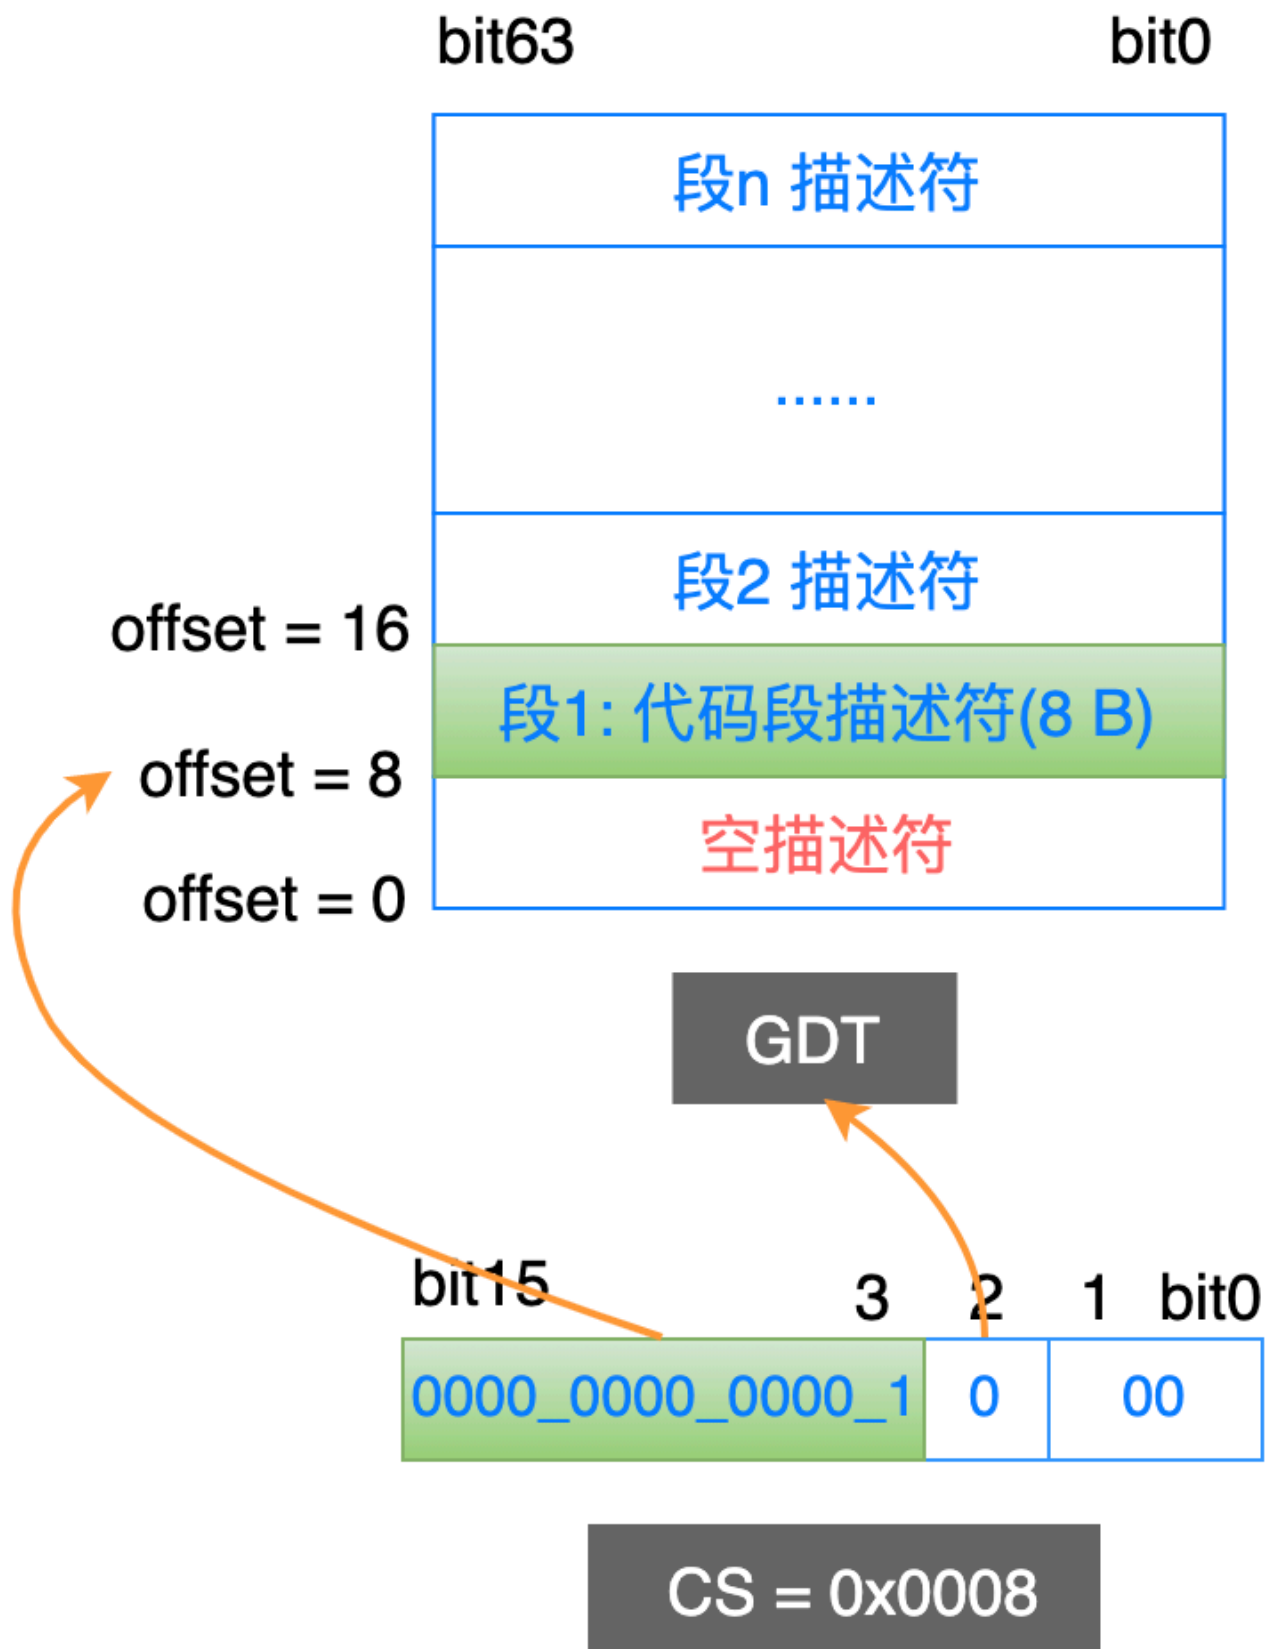 bit63 bit0
段n 描述符
......
段2 描述符
offset = 16
段1: 代码段描述符(8 B)
offset = 8
空描述符
offset = 0
GDT
bit15 3 2 1 bit0
0000_0000_0000_1 0 00
CS = 0x0008